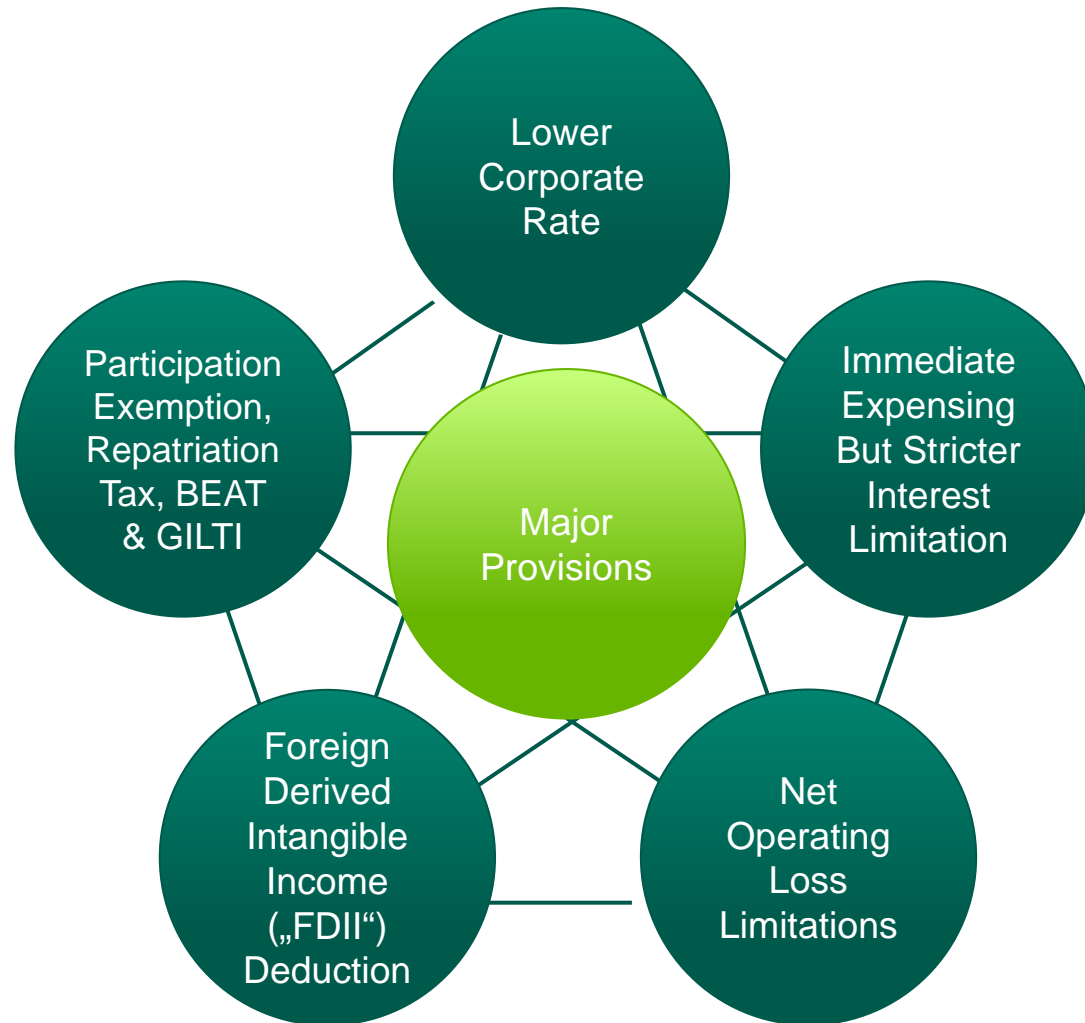 Lower
Corporate
Rate
Participation
Exemption,
Repatriation
Tax, BEAT
& GILTI
Immediate
Expensing
But Stricter
Interest
Limitation
Major
Provisions
Foreign
Derived
Intangible
Income
(„FDII“)
Deduction
Net
Operating
Loss
Limitations